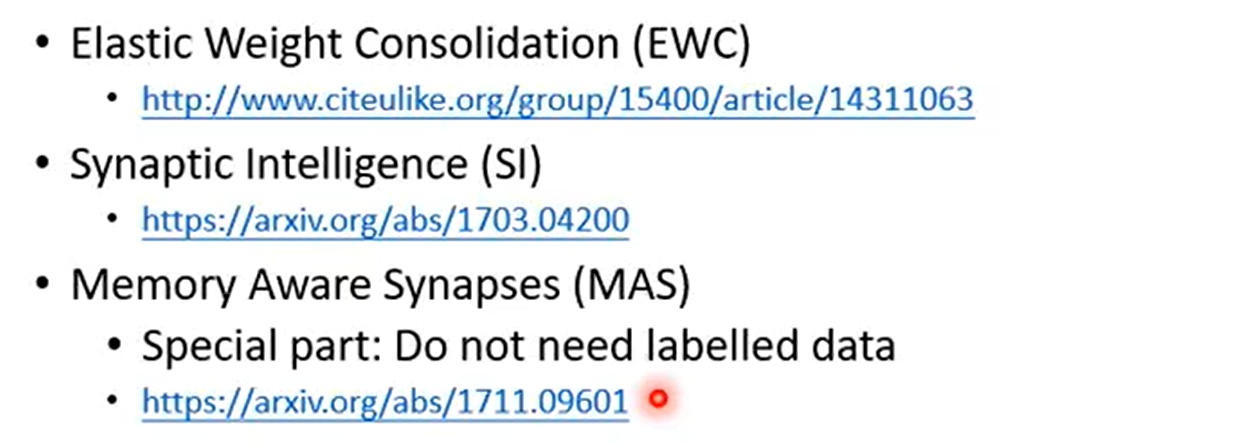 • Elastic Weight Consolidation (EWC)
• http://www.citeulike.org/group/15400/article/14311063
• Synaptic Intelligence (SI)
• https://arxiv.org/abs/1703.04200
• Memory Aware Synapses (MAS)
• Special part: Do not need labelled data
• https://arxiv.org/abs/1711.09601